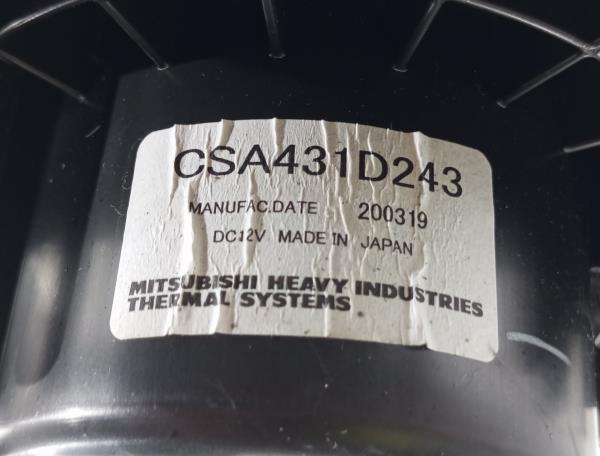 CSA431D243
MANUFAC.DATE 200319
DC12V MADE IN JAPAN
MITSUBISHI HEAVY INDUSTRIES
THERMAL SYSTEMS